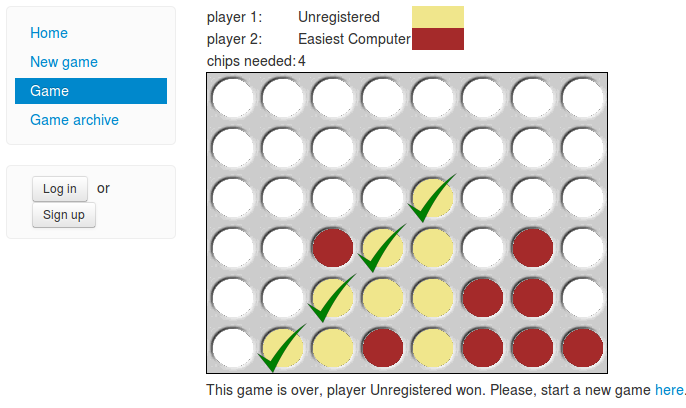 Home
New game
Game
Game archive
Log in or
Sign up
player 1: Unregistered
player 2: Easiest Computer
chips needed: 4
This game is over, player Unregistered won. Please, start a new game here.